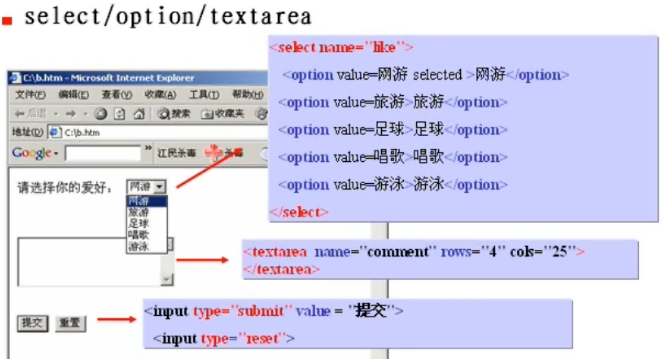 select/option/textarea
<select name="like">
<option value=网游 selected >网游</option>
<option value=旅游>旅游</option>
<option value=足球>足球</option>
<option value=唱歌>唱歌</option>
<option value=游泳>游泳</option>
</select>
C:\b.htm - Microsoft Internet Explorer
文件(F) 编辑(E) 查看(V) 收藏(A) 工具(T) 帮助(H)
后退 搜索 收藏夹
地址(D) C:\b.htm
Google - » 江民杀毒 杀毒
请选择你的爱好： 网游
网游
旅游
足球
唱歌
游泳
<textarea name="comment" rows="4" cols="25">
</textarea>
提交 重置
<input type="submit" value = "提交">
<input type="reset">